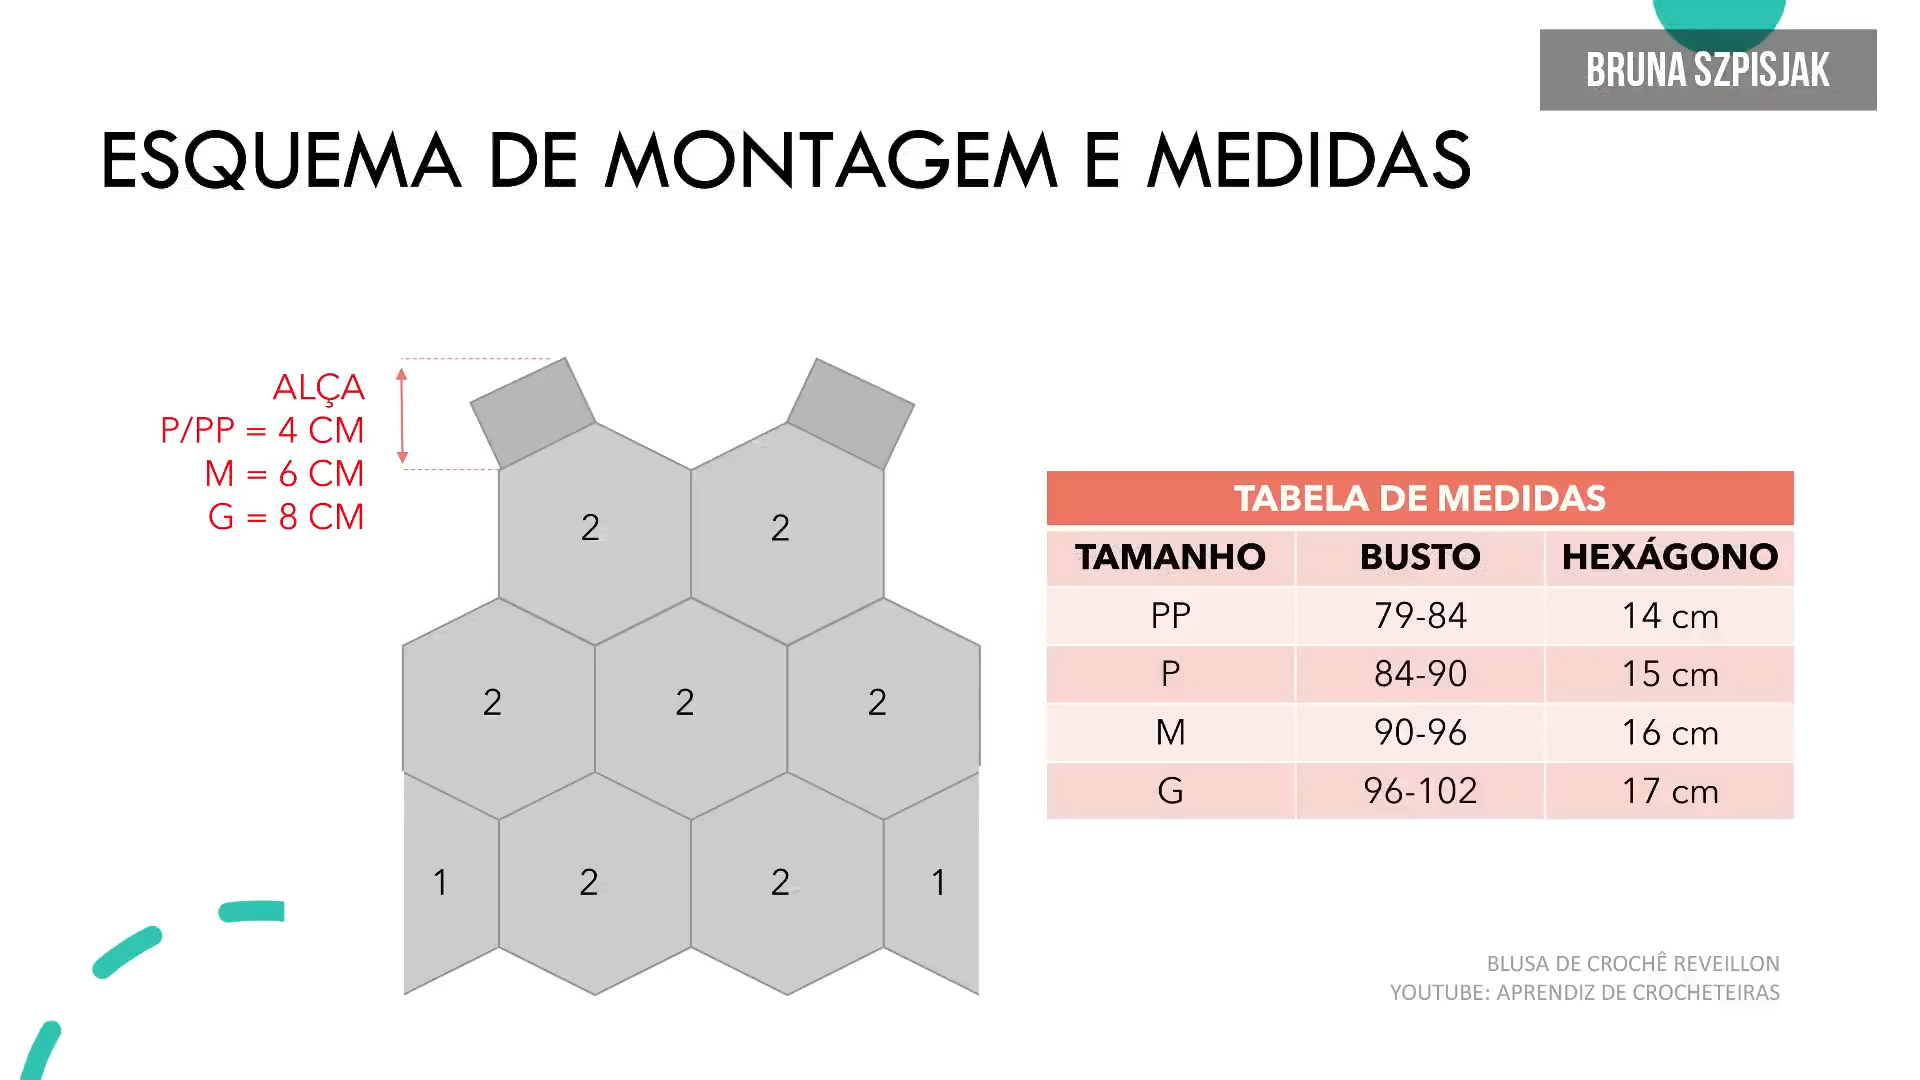 BRUNA SZPISJAK
ESQUEMA DE MONTAGEM E MEDIDAS
ALÇA
P/PP = 4 CM
M = 6 CM
G = 8 CM
2 2
2 2 2
1 2 2 1
TABELA DE MEDIDAS
TAMANHO BUSTO HEXÁGONO
PP 79-84 14 cm
P 84-90 15 cm
M 90-96 16 cm
G 96-102 17 cm
BLUSA DE CROCHÊ REVEILLON
YOUTUBE: APRENDIZ DE CROCHETEIRAS